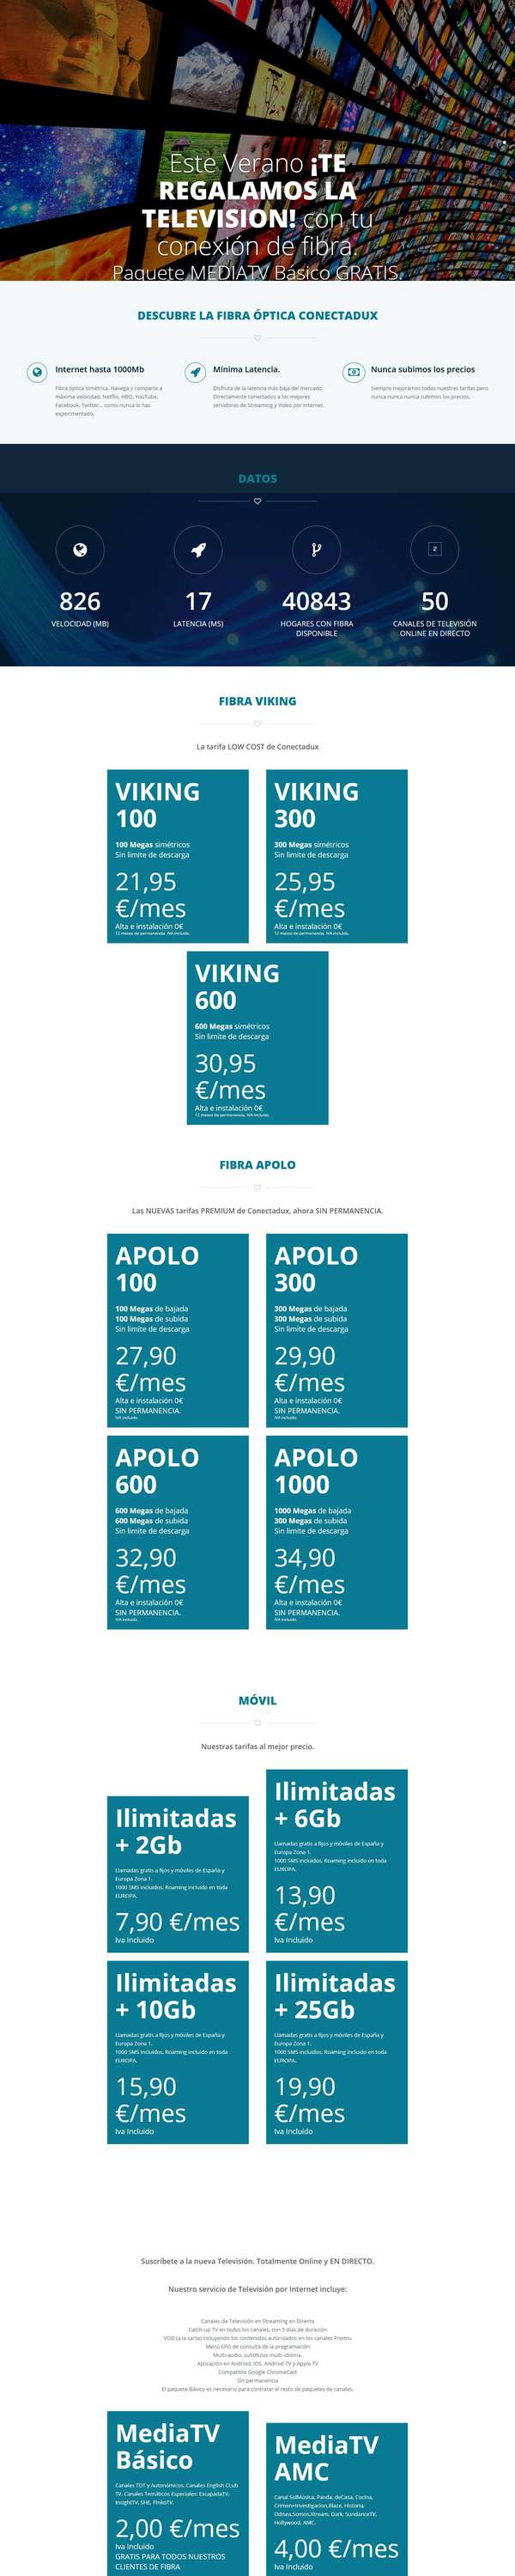 Este Verano ¡TE
REGALAMOS LA
TELEVISION! con tu
conexión de fibra.
Paquete MEDIATV Básico GRATIS.
DESCUBRE LA FIBRA ÓPTICA CONECTADUX
Internet hasta 1000Mb
Fibra óptica simétrica. Navega y comparte a
máxima velocidad. Netflix, HBO, YouTube,
Facebook, Twitter... como nunca lo has
experimentado.
Mínima Latencia.
Disfruta de la latencia más baja del mercado.
Directamente conectados a los mejores
servidores de Streaming y Video por Internet.
Nunca subimos los precios
Siempre mejoramos todas nuestras tarifas pero
nunca nunca nunca subimos los precios.
DATOS
826
VELOCIDAD (MB)
17
LATENCIA (MS)
40843
HOGARES CON FIBRA
DISPONIBLE
50
CANALES DE TELEVISIÓN
ONLINE EN DIRECTO
FIBRA VIKING
La tarifa LOW COST de Conectadux
VIKING
100
100 Megas simétricos
Sin limite de descarga
21,95
€/mes
Alta e instalación 0€
12 meses de permanencia. IVA incluido.
VIKING
300
300 Megas simétricos
Sin limite de descarga
25,95
€/mes
Alta e instalación 0€
12 meses de permanencia. IVA incluido.
VIKING
600
600 Megas simétricos
Sin limite de descarga
30,95
€/mes
Alta e instalación 0€
12 meses de permanencia. IVA incluido.
FIBRA APOLO
Las NUEVAS tarifas PREMIUM de Conectadux, ahora SIN PERMANENCIA.
APOLO
100
100 Megas de bajada
100 Megas de subida
Sin limite de descarga
27,90
€/mes
Alta e instalación 0€
SIN PERMANENCIA.
IVA incluido.
APOLO
300
300 Megas de bajada
300 Megas de subida
Sin limite de descarga
29,90
€/mes
Alta e instalación 0€
SIN PERMANENCIA.
IVA incluido.
APOLO
600
600 Megas de bajada
600 Megas de subida
Sin limite de descarga
32,90
€/mes
Alta e instalación 0€
SIN PERMANENCIA.
IVA incluido.
APOLO
1000
1000 Megas de bajada
300 Megas de subida
Sin limite de descarga
34,90
€/mes
Alta e instalación 0€
SIN PERMANENCIA.
IVA incluido.
MÓVIL
Nuestras tarifas al mejor precio.
Ilimitadas
+ 2Gb
Llamadas gratis a fijos y móviles de España y
Europa Zona 1.
1000 SMS incluidos. Roaming incluido en toda
EUROPA.
7,90 €/mes
Iva Incluido
Ilimitadas
+ 6Gb
Llamadas gratis a fijos y móviles de España y
Europa Zona 1.
1000 SMS incluidos. Roaming incluido en toda
EUROPA.
13,90
€/mes
Iva Incluido
Ilimitadas
+ 10Gb
Llamadas gratis a fijos y móviles de España y
Europa Zona 1.
1000 SMS incluidos. Roaming incluido en toda
EUROPA.
15,90
€/mes
Iva Incluido
Ilimitadas
+ 25Gb
Llamadas gratis a fijos y móviles de España y
Europa Zona 1.
1000 SMS incluidos. Roaming incluido en toda
EUROPA.
19,90
€/mes
Iva Incluido
Suscríbete a la nueva Televisión. Totalmente Online y EN DIRECTO.
Nuestro servicio de Televisión por Internet incluye:
Canales de Televisión en Streaming en Directo
Catch-up TV en todos los canales, con 5 dias de duración
VOD (a la carta) incluyendo los contenidos autorizados en los canales Premiu
Menú EPG de consulta de la programación
Multi-audio, subtítulos multi-idioma.
Aplicación en Android, IOS, Android TV y Apple TV
Compatible Google ChromeCast
Sin permanencia
El paquete Básico es necesario para contratar el resto de paquetes de canales.
MediaTV
Básico
Canales TDT y Autonómicos. Canales English CLub
TV. Canales Temáticos Especiales: EscapadaTV,
InsightTV, SHE, PinkoTV.
2,00 €/mes
Iva Incluido
GRATIS PARA TODOS NUESTROS
CLIENTES DE FIBRA
MediaTV
AMC
Canal SolMúsica, Panda, deCasa, Cocina,
Crimen+Investigacion,Blaze, Historia,
Odisea,Somos,Xtream, Dark, SundanceTV,
Hollywood, AMC.
4,00 €/mes
Iva Incluido